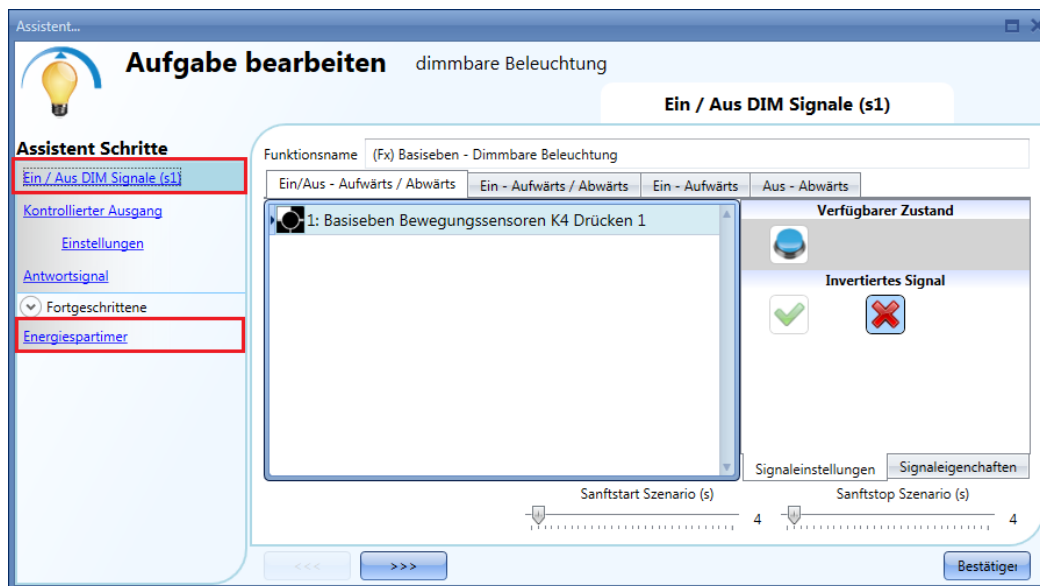 Assistent...
Aufgabe bearbeiten dimmbare Beleuchtung
Ein / Aus DIM Signale (s1)
Assistent Schritte
Ein / Aus DIM Signale (s1)
Kontrollierter Ausgang
Einstellungen
Antwortsignal
Fortgeschrittene
Energiespartimer
Funktionsname (Fx) Basiseben - Dimmbare Beleuchtung
Ein/Aus - Aufwärts / Abwärts Ein - Aufwärts / Abwärts Ein - Aufwärts Aus - Abwärts
1: Basiseben Bewegungssensoren K4 Drücken 1
Verfügbarer Zustand
Invertiertes Signal
Signaleinstellungen Signaleigenchaften
Sanftstart Szenario (s) Sanftstop Szenario (s)
4 4
<<< >>> Bestätiger